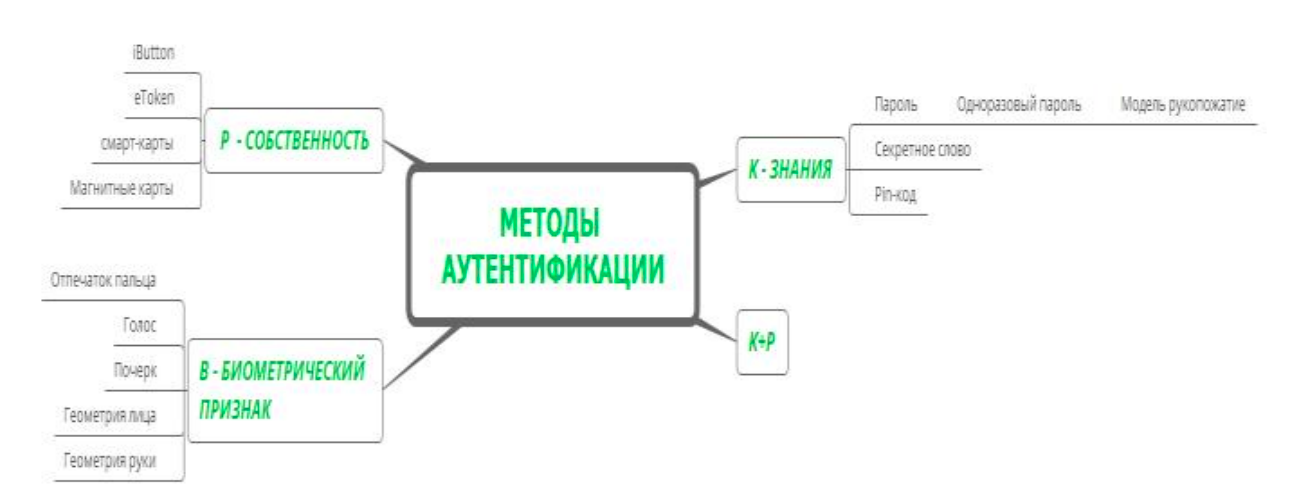 МЕТОДЫ
АУТЕНТИФИКАЦИИ
К - ЗНАНИЯ
Пароль Одноразовый пароль Модель рукопожатие
Секретное слово
Pin-код
К+Р
Р - СОБСТВЕННОСТЬ
iButton
eToken
смарт-карты
Магнитные карты
В - БИОМЕТРИЧЕСКИЙ
ПРИЗНАК
Отпечаток пальца
Голос
Почерк
Геометрия лица
Геометрия руки